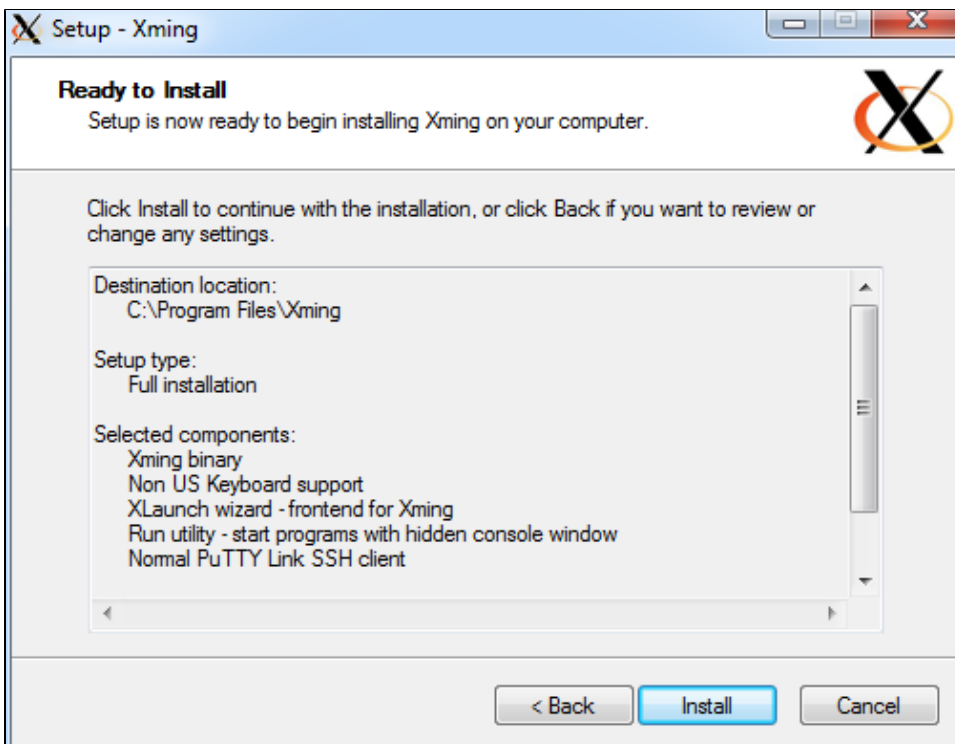 Setup - Xming
Ready to Install
Setup is now ready to begin installing Xming on your computer.
Click Install to continue with the installation, or click Back if you want to review or
change any settings.
Destination location:
C:\Program Files\Xming
Setup type:
Full installation
Selected components:
Xming binary
Non US Keyboard support
XLaunch wizard - frontend for Xming
Run utility - start programs with hidden console window
Normal PuTTY Link SSH client
< Back
Install
Cancel